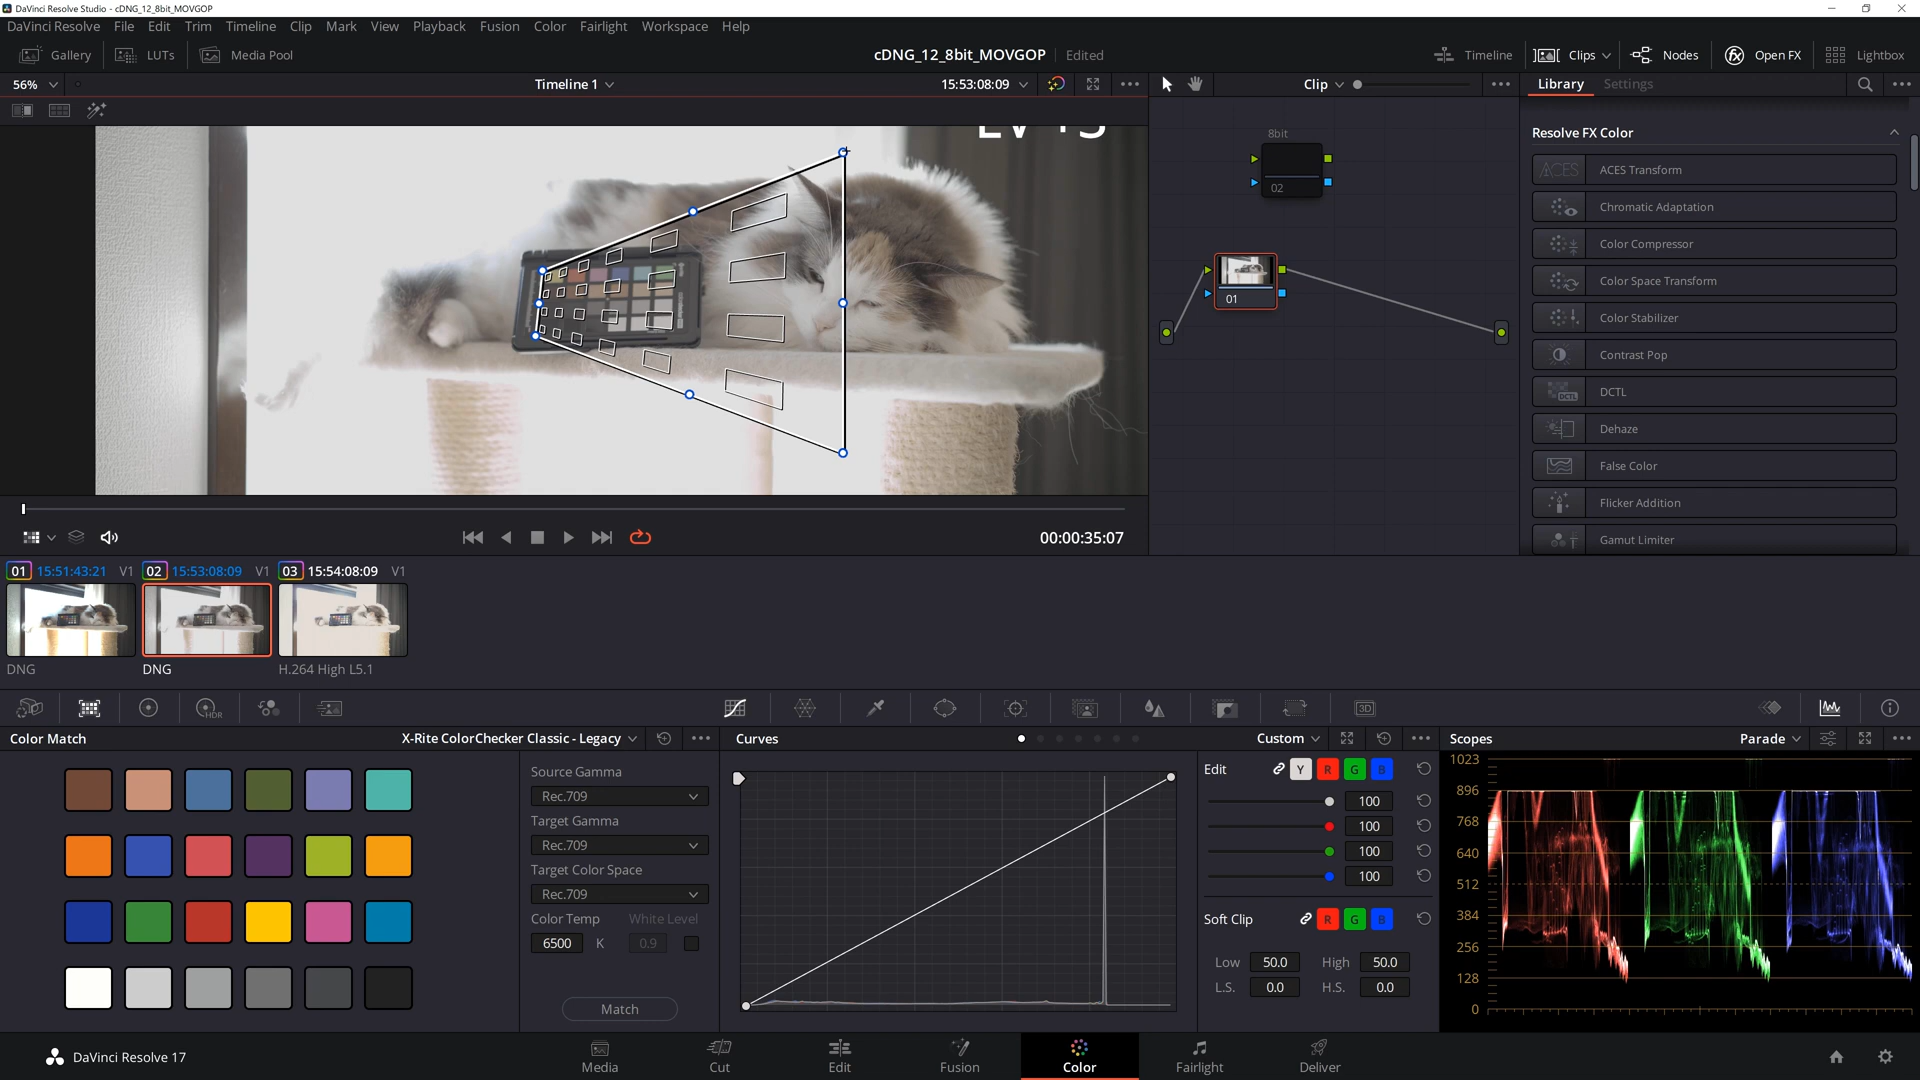 DaVinci Resolve Studio - cDNG_12_8bit_MOVGOP
DaVinci Resolve File Edit Trim Timeline Clip Mark View Playback Fusion Color Fairlight Workspace Help
Gallery LUTs Media Pool cDNG_12_8bit_MOVGOP Edited Timeline Clips Nodes Open FX Lightbox
56% Timeline 1 15:53:08:09 Clip Library Settings
EV +3
8bit
02
01
Resolve FX Color
ACES ACES Transform
Chromatic Adaptation
Color Compressor
Color Space Transform
Color Stabilizer
Contrast Pop
DCTL DCTL
Dehaze
False Color
Flicker Addition
Gamut Limiter
00:00:35:07
01 15:51:43:21 V1 02 15:53:08:09 V1 03 15:54:08:09 V1
DNG DNG H.264 High L5.1
HDR 3D
Color Match X-Rite ColorChecker Classic - Legacy
Source Gamma
Rec.709
Target Gamma
Rec.709
Target Color Space
Rec.709
Color Temp White Level
6500 K 0.9
Match
Curves Custom
Edit Y R G B
100
100
100
100
Soft Clip R G B
Low 50.0 High 50.0
L.S. 0.0 H.S. 0.0
Scopes Parade
1023
896
768
640
512
384
256
128
0
DaVinci Resolve 17 Media Cut Edit Fusion Color Fairlight Deliver